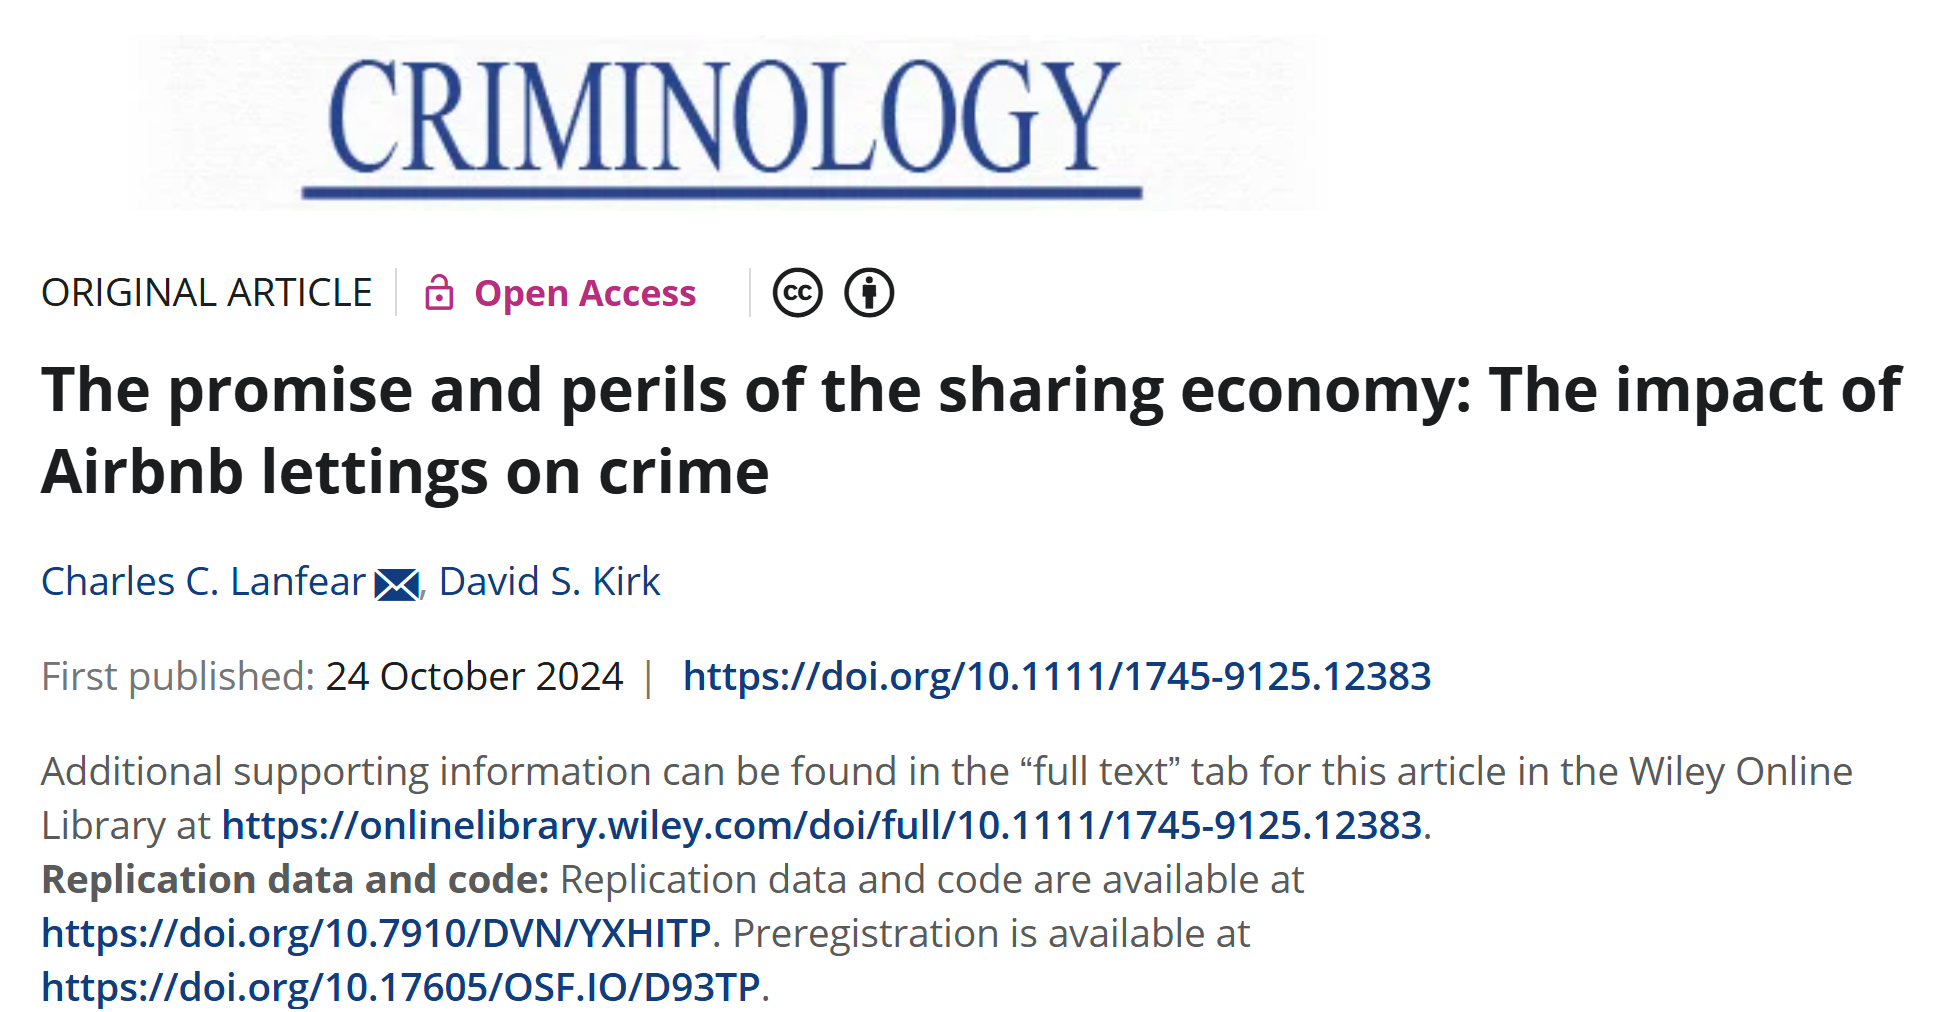 CRIMINOLOGY
ORIGINAL ARTICLE Open Access cc
The promise and perils of the sharing economy: The impact of
Airbnb lettings on crime
Charles C. Lanfear, David S. Kirk
First published: 24 October 2024 | https://doi.org/10.1111/1745-9125.12383
Additional supporting information can be found in the “full text” tab for this article in the Wiley Online
Library at https://onlinelibrary.wiley.com/doi/full/10.1111/1745-9125.12383.
Replication data and code: Replication data and code are available at
https://doi.org/10.7910/DVN/YXHITP. Preregistration is available at
https://doi.org/10.17605/OSF.IO/D93TP.